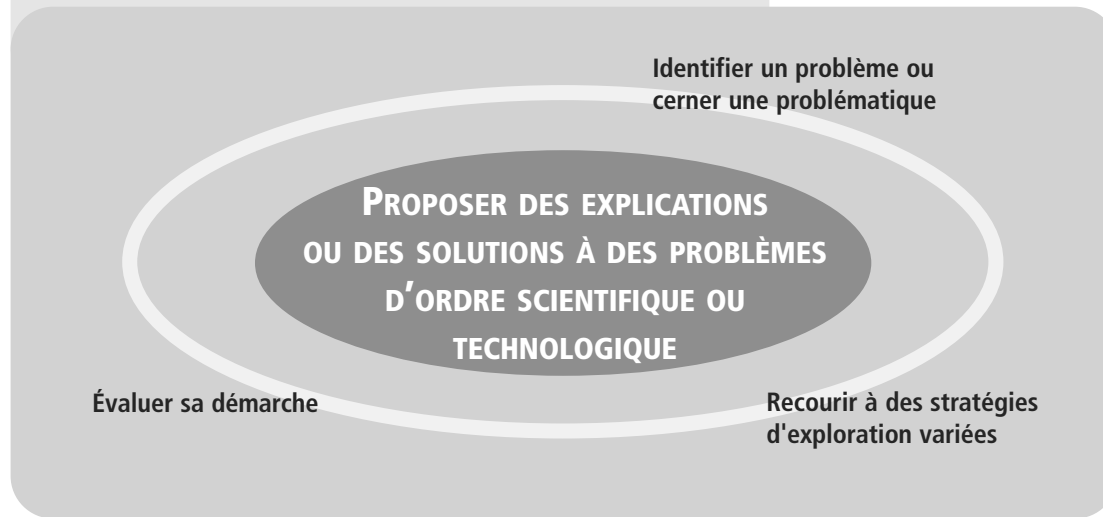 Identifier un problème ou
cerner une problématique
PROPOSER DES EXPLICATIONS
OU DES SOLUTIONS À DES PROBLÈMES
D'ORDRE SCIENTIFIQUE OU
TECHNOLOGIQUE
Évaluer sa démarche
Recourir à des stratégies
d'exploration variées